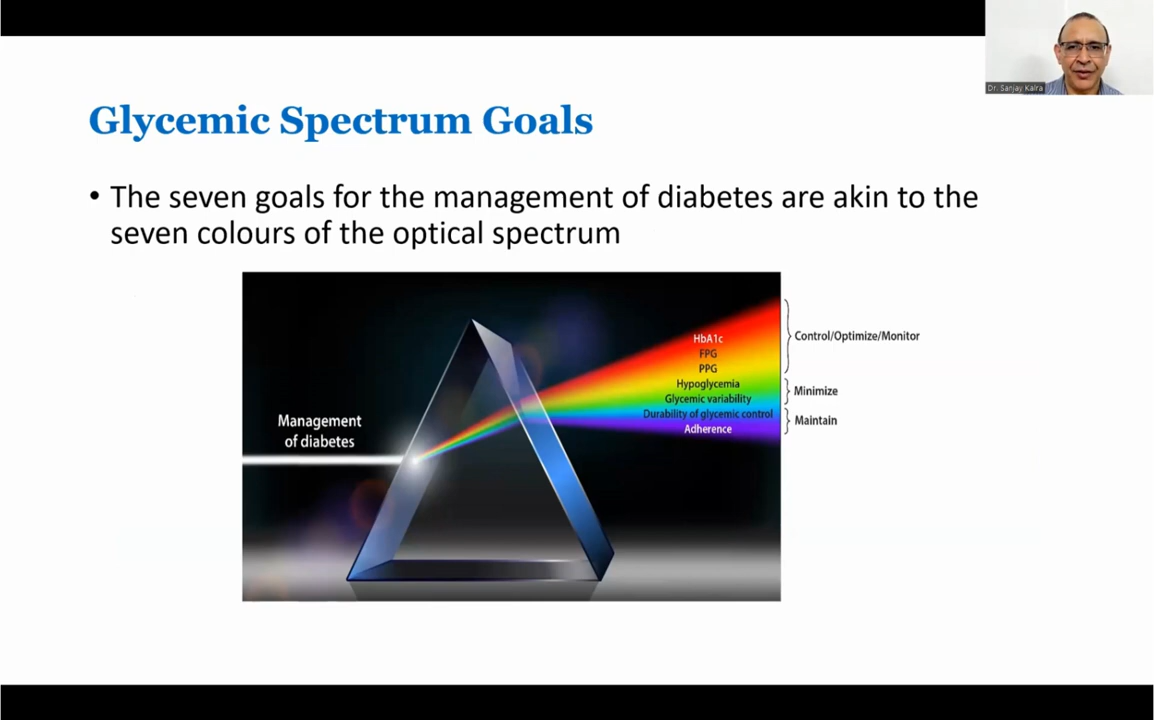 Dr. Sanjay Kalra
Glycemic Spectrum Goals
• The seven goals for the management of diabetes are akin to the
seven colours of the optical spectrum
Management
of diabetes
HbA1c
FPG
PPG
Hypoglycemia
Glycemic variability
Durability of glycemic control
Adherence
Control/Optimize/Monitor
Minimize
Maintain